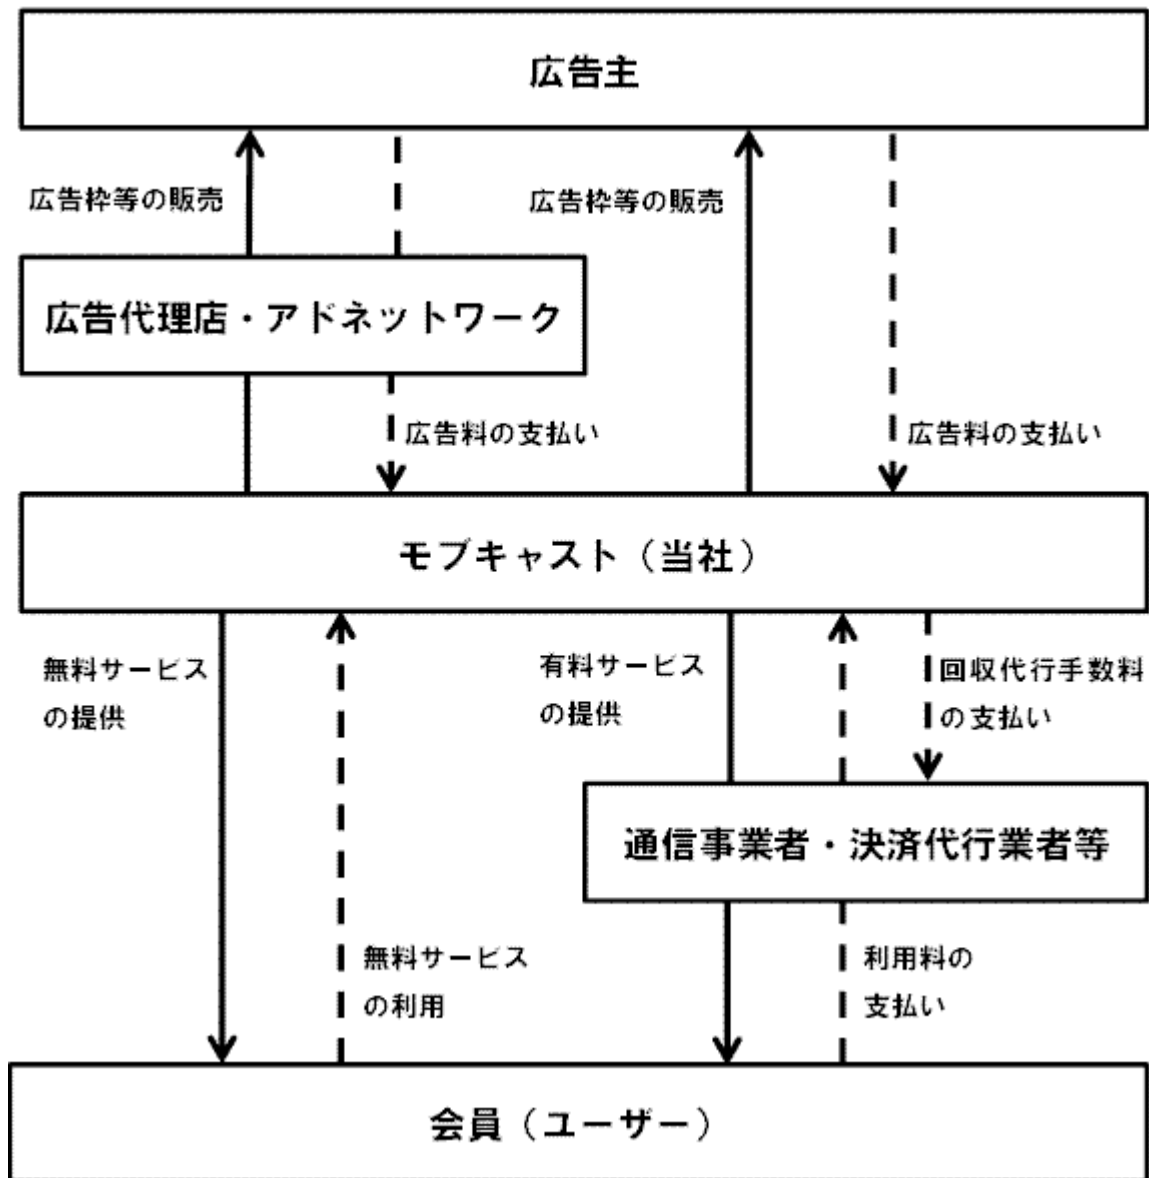 広告主
広告枠等の販売
広告枠等の販売
広告代理店・アドネットワーク
広告料の支払い
広告料の支払い
モブキャスト（当社）
無料サービス
の提供
有料サービス
の提供
回収代行手数料
の支払い
通信事業者・決済代行業者等
無料サービス
の利用
利用料の
支払い
会員（ユーザー）